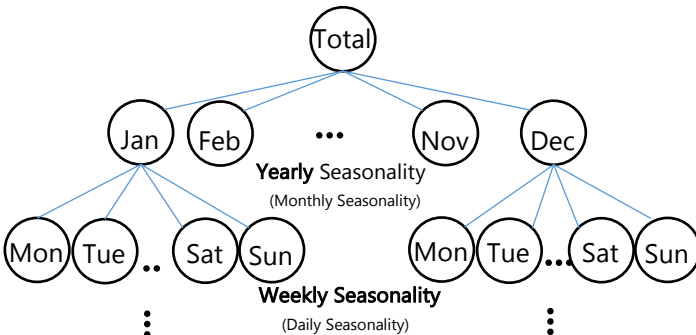 Total
Jan Feb ... Nov Dec
Yearly Seasonality
(Monthly Seasonality)
Mon Tue .. Sat Sun Mon Tue ... Sat Sun
Weekly Seasonality
(Daily Seasonality)